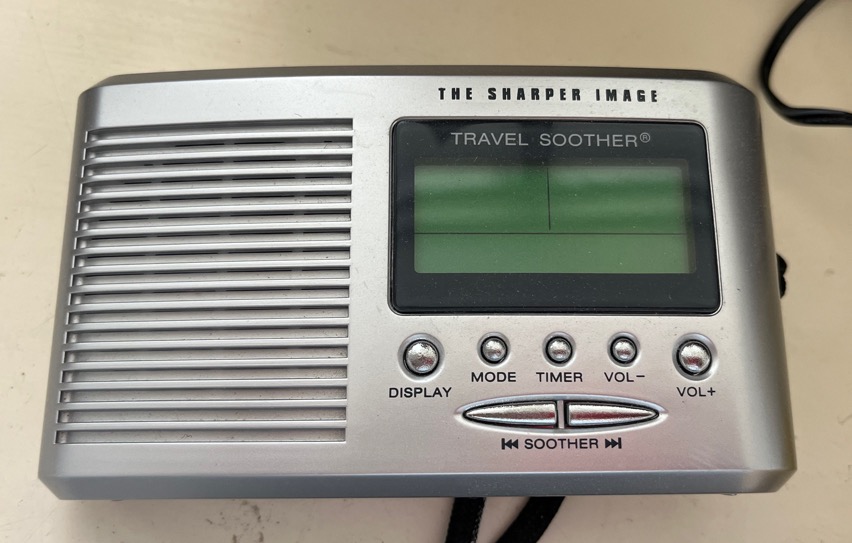 THE SHARPER IMAGE
TRAVEL SOOTHER®
DISPLAY MODE TIMER VOL− VOL+
⏮ SOOTHER ⏭